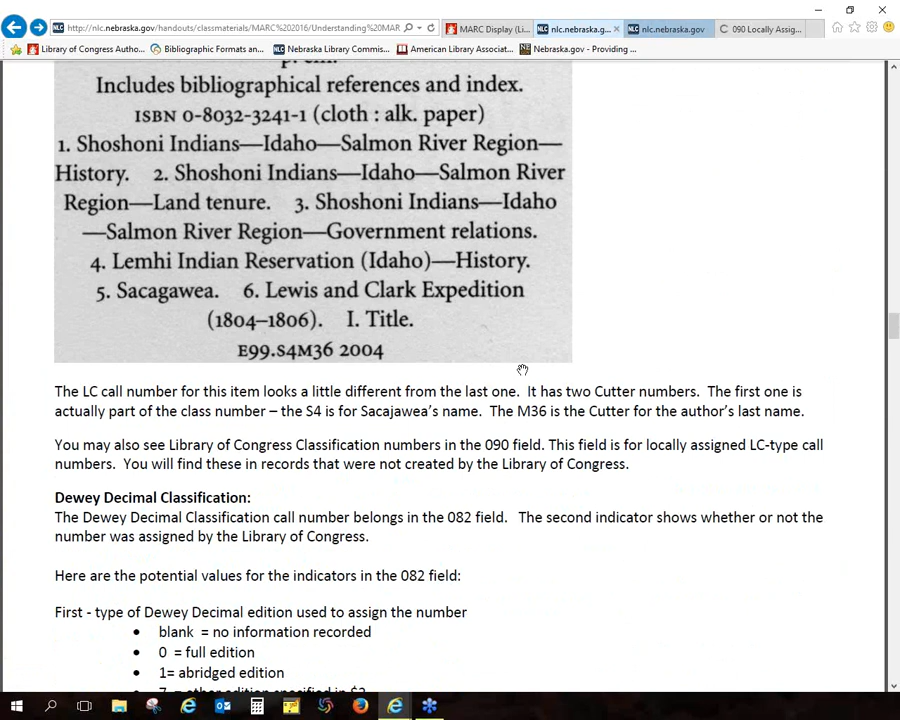 http://nlc.nebraska.gov/handouts/classmaterials/MARC%202016/Understanding%20MAR
MARC Display (Li...
nlc.nebraska.g...
nlc.nebraska.gov
090 Locally Assig...
Library of Congress Autho...
Bibliographic Formats an...
Nebraska Library Commis...
American Library Associat...
Nebraska.gov - Providing ...
p. cm.
Includes bibliographical references and index.
ISBN 0-8032-3241-1 (cloth : alk. paper)
1. Shoshoni Indians—Idaho—Salmon River Region—
History. 2. Shoshoni Indians—Idaho—Salmon River
Region—Land tenure. 3. Shoshoni Indians—Idaho
—Salmon River Region—Government relations.
4. Lemhi Indian Reservation (Idaho)—History.
5. Sacagawea. 6. Lewis and Clark Expedition
(1804–1806). I. Title.
E99.S4M36 2004
The LC call number for this item looks a little different from the last one. It has two Cutter numbers. The first one is
actually part of the class number – the S4 is for Sacajawea's name. The M36 is the Cutter for the author's last name.
You may also see Library of Congress Classification numbers in the 090 field. This field is for locally assigned LC-type call
numbers. You will find these in records that were not created by the Library of Congress.
Dewey Decimal Classification:
The Dewey Decimal Classification call number belongs in the 082 field. The second indicator shows whether or not the
number was assigned by the Library of Congress.
Here are the potential values for the indicators in the 082 field:
First - type of Dewey Decimal edition used to assign the number
• blank = no information recorded
• 0 = full edition
• 1= abridged edition
• 7 = other edition specified in $2